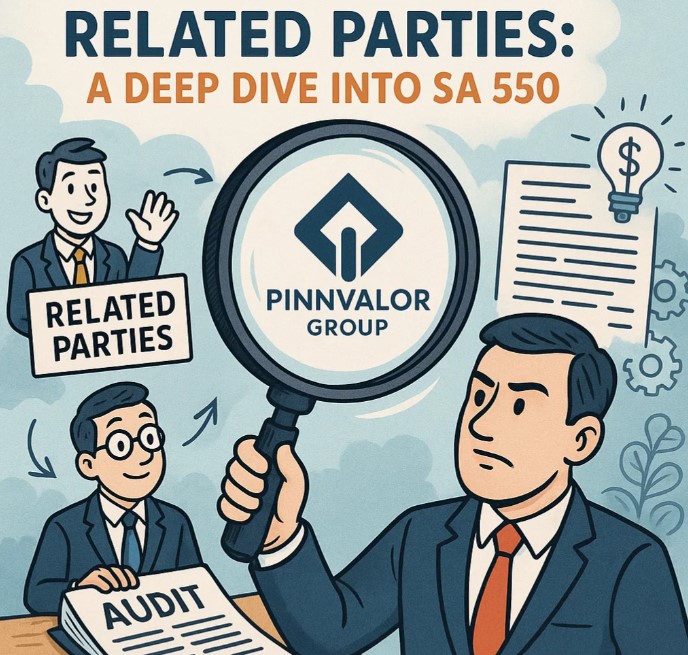 RELATED PARTIES:
A DEEP DIVE INTO SA 550
$
PINNVALOR
GROUP
RELATED
PARTIES
AUDIT